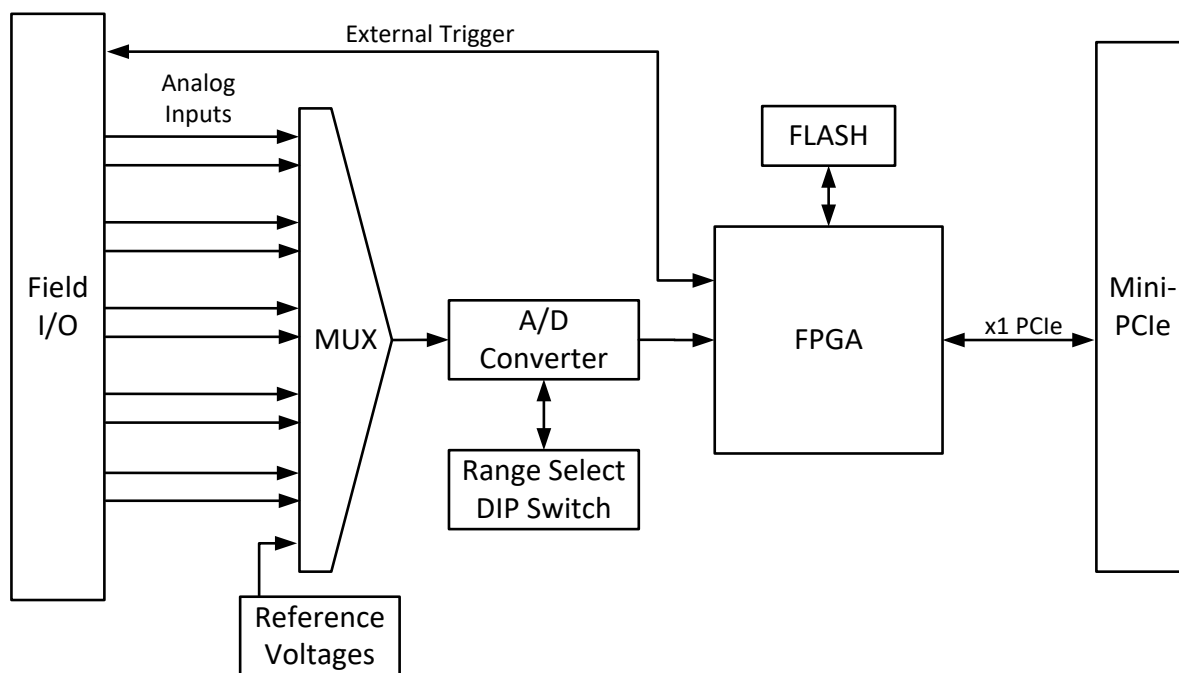 External Trigger
Analog
Inputs
FLASH
Field
I/O
MUX
A/D
Converter
FPGA
x1 PCIe
Mini-
PCIe
Range Select
DIP Switch
Reference
Voltages